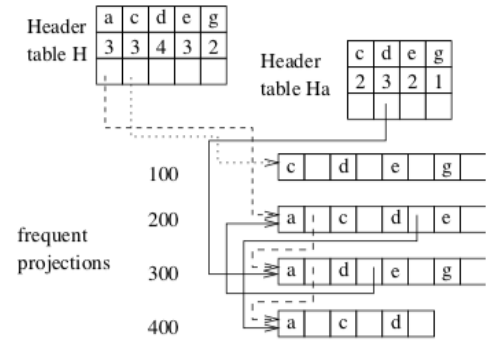 Header table H
a c d e g
3 3 4 3 2
Header table Ha
c d e g
2 3 2 1
frequent projections
100 c d e g
200 a c d e
300 a d e g
400 a c d